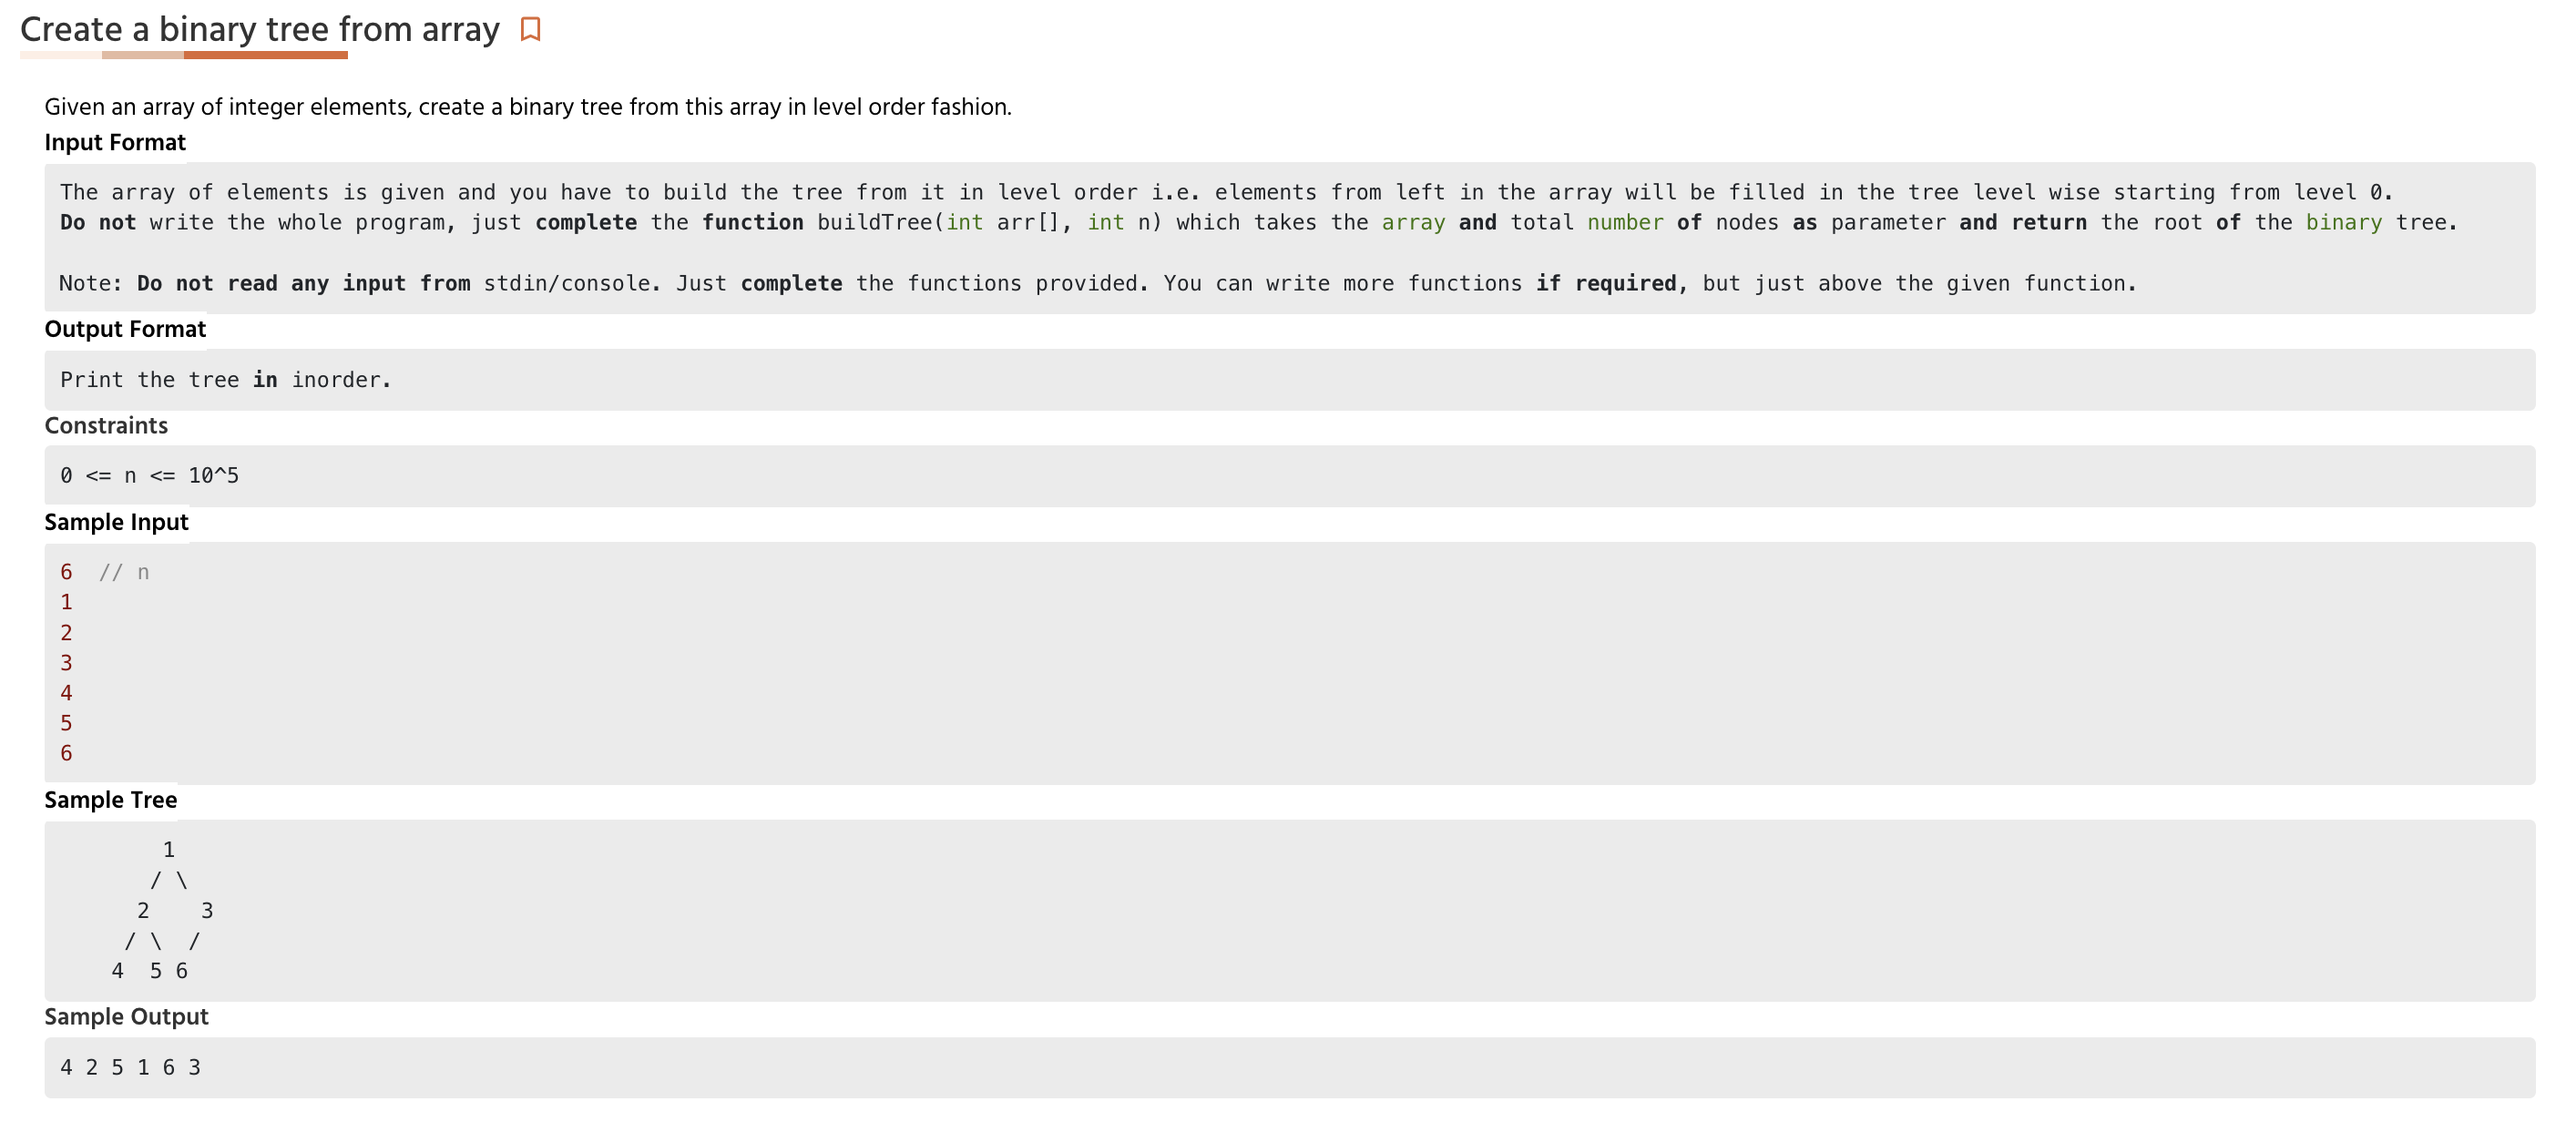 Create a binary tree from array
Given an array of integer elements, create a binary tree from this array in level order fashion.
Input Format
The array of elements is given and you have to build the tree from it in level order i.e. elements from left in the array will be filled in the tree level wise starting from level 0.
Do not write the whole program, just complete the function buildTree(int arr[], int n) which takes the array and total number of nodes as parameter and return the root of the binary tree.
Note: Do not read any input from stdin/console. Just complete the functions provided. You can write more functions if required, but just above the given function.
Output Format
Print the tree in inorder.
Constraints
0 <= n <= 10^5
Sample Input
6  // n
1
2
3
4
5
6
Sample Tree
        1
       / \
      2    3
     / \  /
    4  5 6
Sample Output
4 2 5 1 6 3